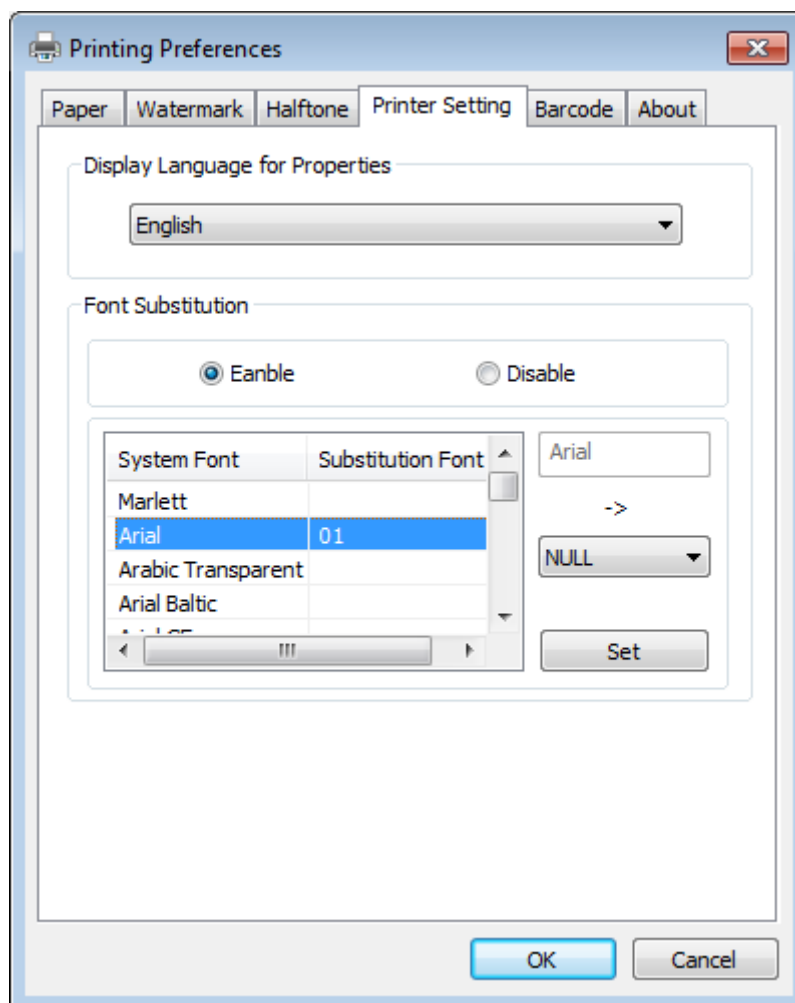 Printing Preferences
Paper Watermark Halftone Printer Setting Barcode About
Display Language for Properties
English
Font Substitution
Eanble Disable
System Font Substitution Font
Arial
Marlett
->
Arial 01
NULL
Arabic Transparent
Arial Baltic
Set
OK Cancel